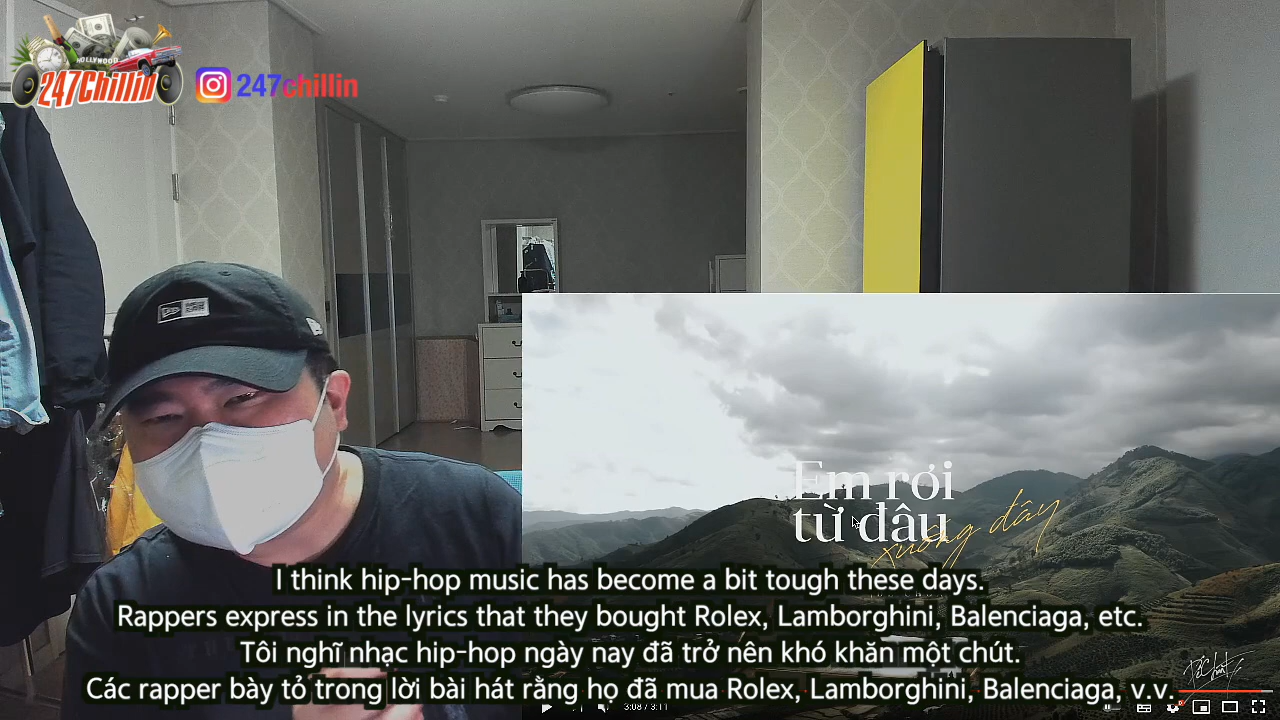 HOLLYWOOD
247Chillin
247chillin
Em rơi
từ đâu
xuống đây
I think hip-hop music has become a bit tough these days.
Rappers express in the lyrics that they bought Rolex, Lamborghini, Balenciaga, etc.
Tôi nghĩ nhạc hip-hop ngày nay đã trở nên khó khăn một chút.
Các rapper bày tỏ trong lời bài hát rằng họ đã mua Rolex, Lamborghini, Balenciaga, v.v.
3:08 / 3:11